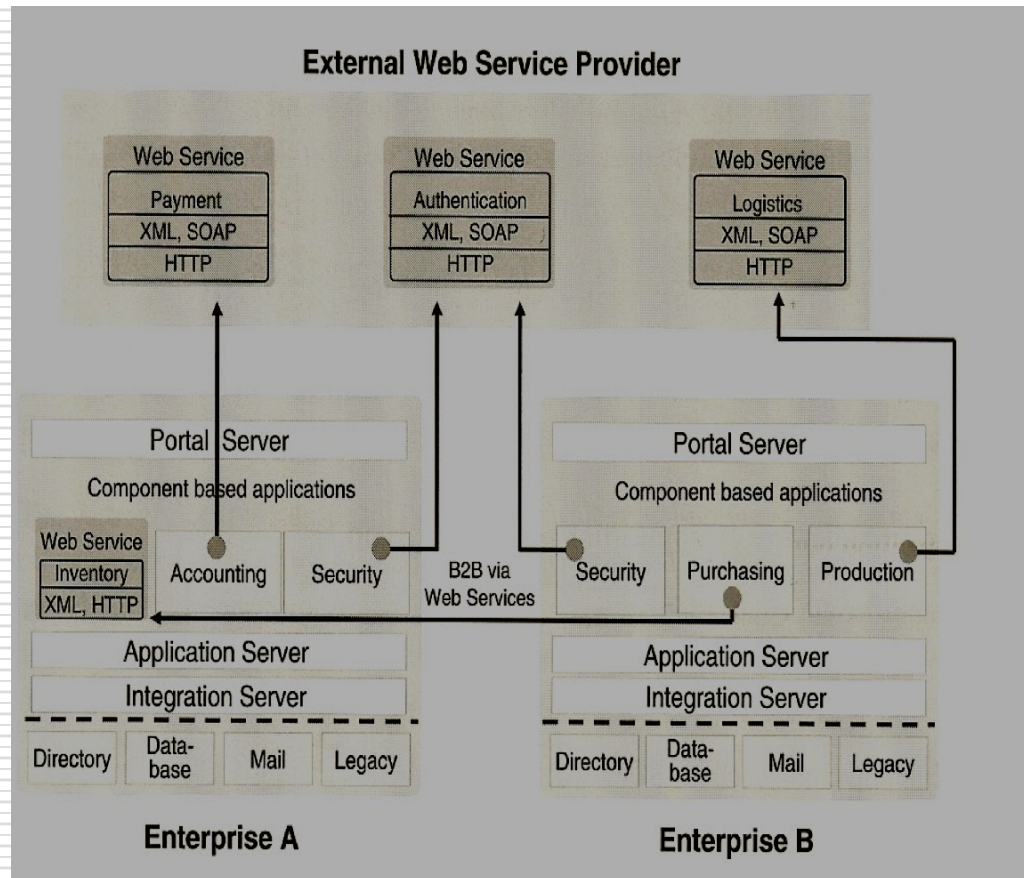 External Web Service Provider
Web Service
Payment
XML, SOAP
HTTP
Web Service
Authentication
XML, SOAP
HTTP
Web Service
Logistics
XML, SOAP
HTTP
Portal Server
Component based applications
Web Service
Inventory
XML, HTTP
Accounting
Security
Application Server
Integration Server
Directory
Data-
base
Mail
Legacy
Enterprise A
B2B via
Web Services
Portal Server
Component based applications
Security
Purchasing
Production
Application Server
Integration Server
Directory
Data-
base
Mail
Legacy
Enterprise B